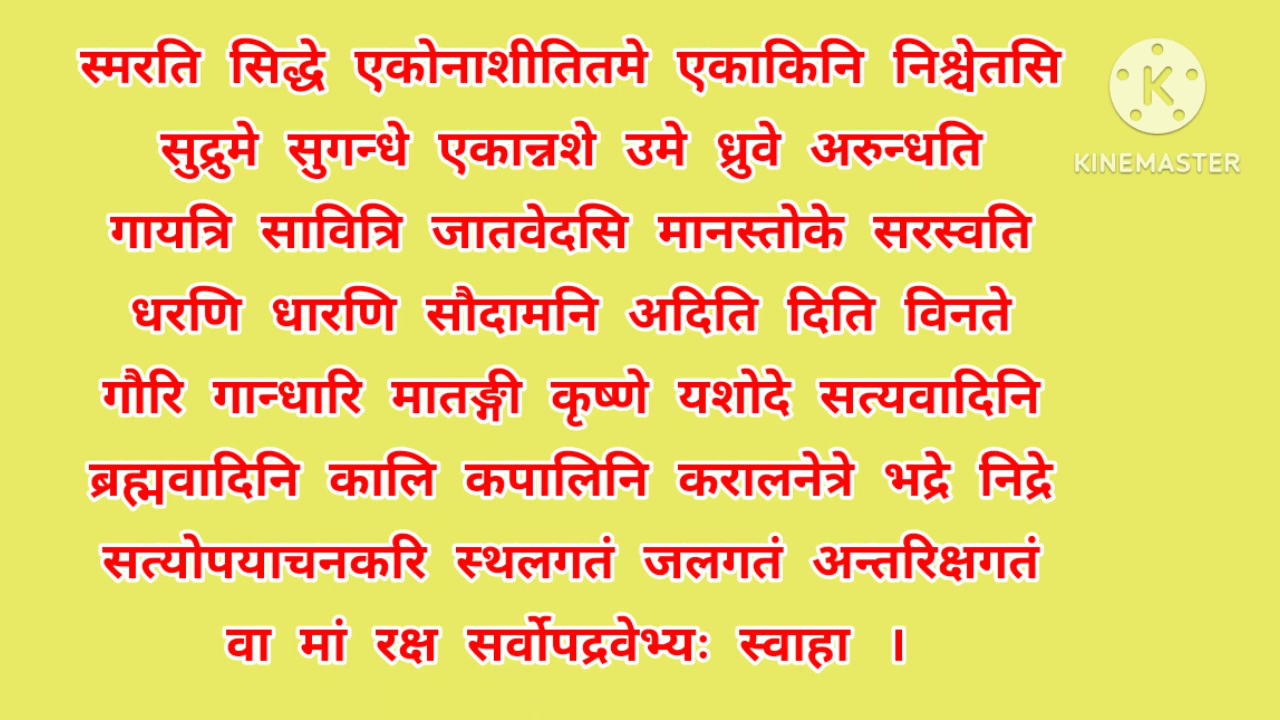 स्मरति सिद्धे एकोनाशीतितमे एकाकिनि निश्चेतसि
सुद्रुमे सुगन्धे एकान्नशे उमे ध्रुवे अरुन्धति
गायत्रि सावित्रि जातवेदसि मानस्तोके सरस्वति
धरणि धारणि सौदामनि अदिति दिति विनते
गौरि गान्धारि मातङ्गी कृष्णे यशोदे सत्यवादिनि
ब्रह्मवादिनि कालि कपालिनि करालनेत्रे भद्रे निद्रे
सत्योपयाचनकरि स्थलगतं जलगतं अन्तरिक्षगतं
वा मां रक्ष सर्वोपद्रवेभ्यः स्वाहा ।
K
KINEMASTER